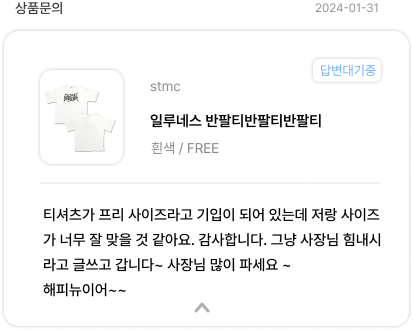 상품문의
2024-01-31
답변대기중
stmc
일루네스 반팔티반팔티반팔티
흰색 / FREE
티셔츠가 프리 사이즈라고 기입이 되어 있는데 저랑 사이즈
가 너무 잘 맞을 것 같아요. 감사합니다. 그냥 사장님 힘내시
라고 글쓰고 갑니다~ 사장님 많이 파세요 ~
해피뉴이어~~